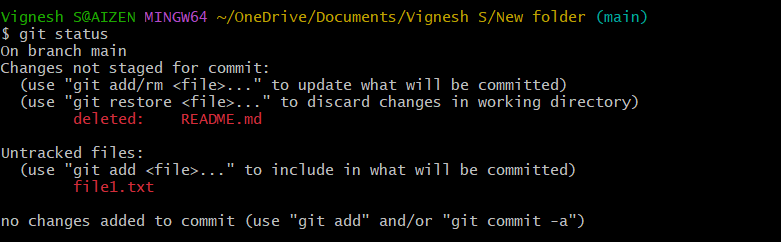 Vignesh S@AIZEN MINGW64 ~/OneDrive/Documents/Vignesh S/New folder (main)
$ git status
On branch main
Changes not staged for commit:
  (use "git add/rm <file>..." to update what will be committed)
  (use "git restore <file>..." to discard changes in working directory)
        deleted:    README.md

Untracked files:
  (use "git add <file>..." to include in what will be committed)
        file1.txt

no changes added to commit (use "git add" and/or "git commit -a")